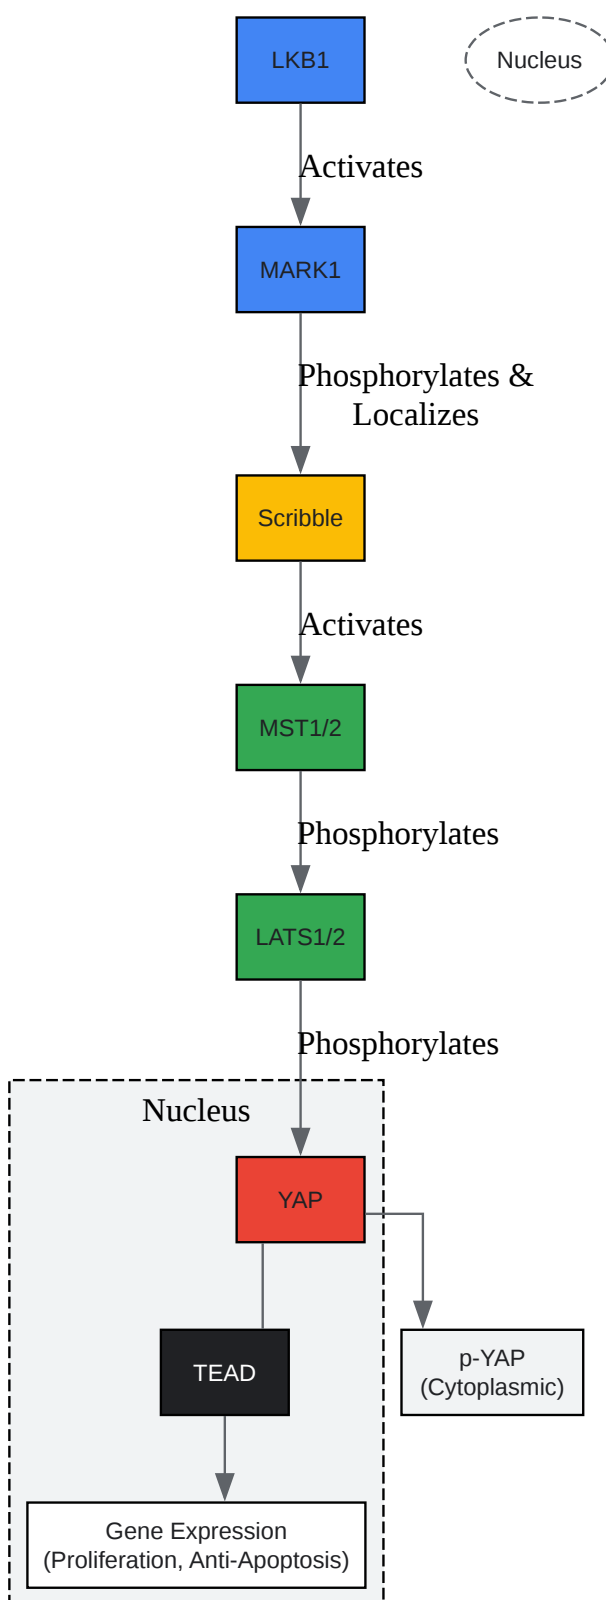 LKB1
Nucleus
Activates
MARK1
Phosphorylates &
Localizes
Scribble
Activates
MST1/2
Phosphorylates
LATS1/2
Phosphorylates
Nucleus
YAP
TEAD
p-YAP
(Cytoplasmic)
Gene Expression
(Proliferation, Anti-Apoptosis)